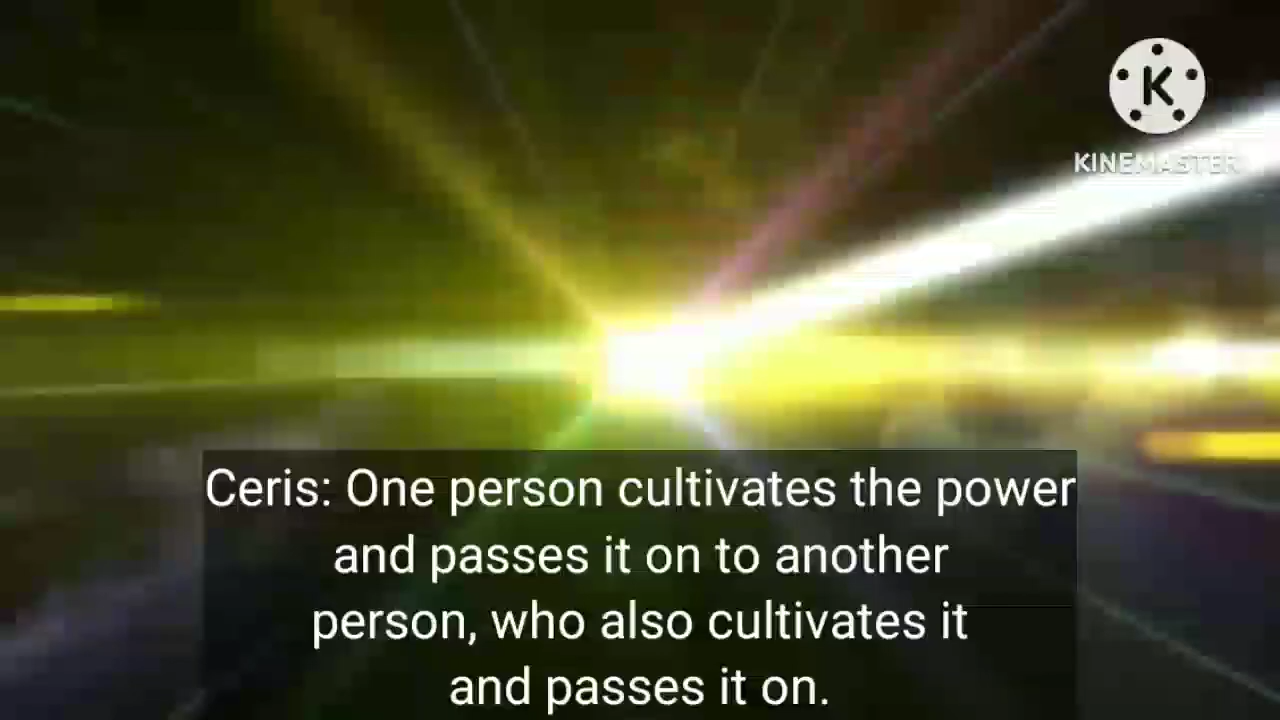 K
KINEMASTER
Ceris: One person cultivates the power
and passes it on to another
person, who also cultivates it
and passes it on.